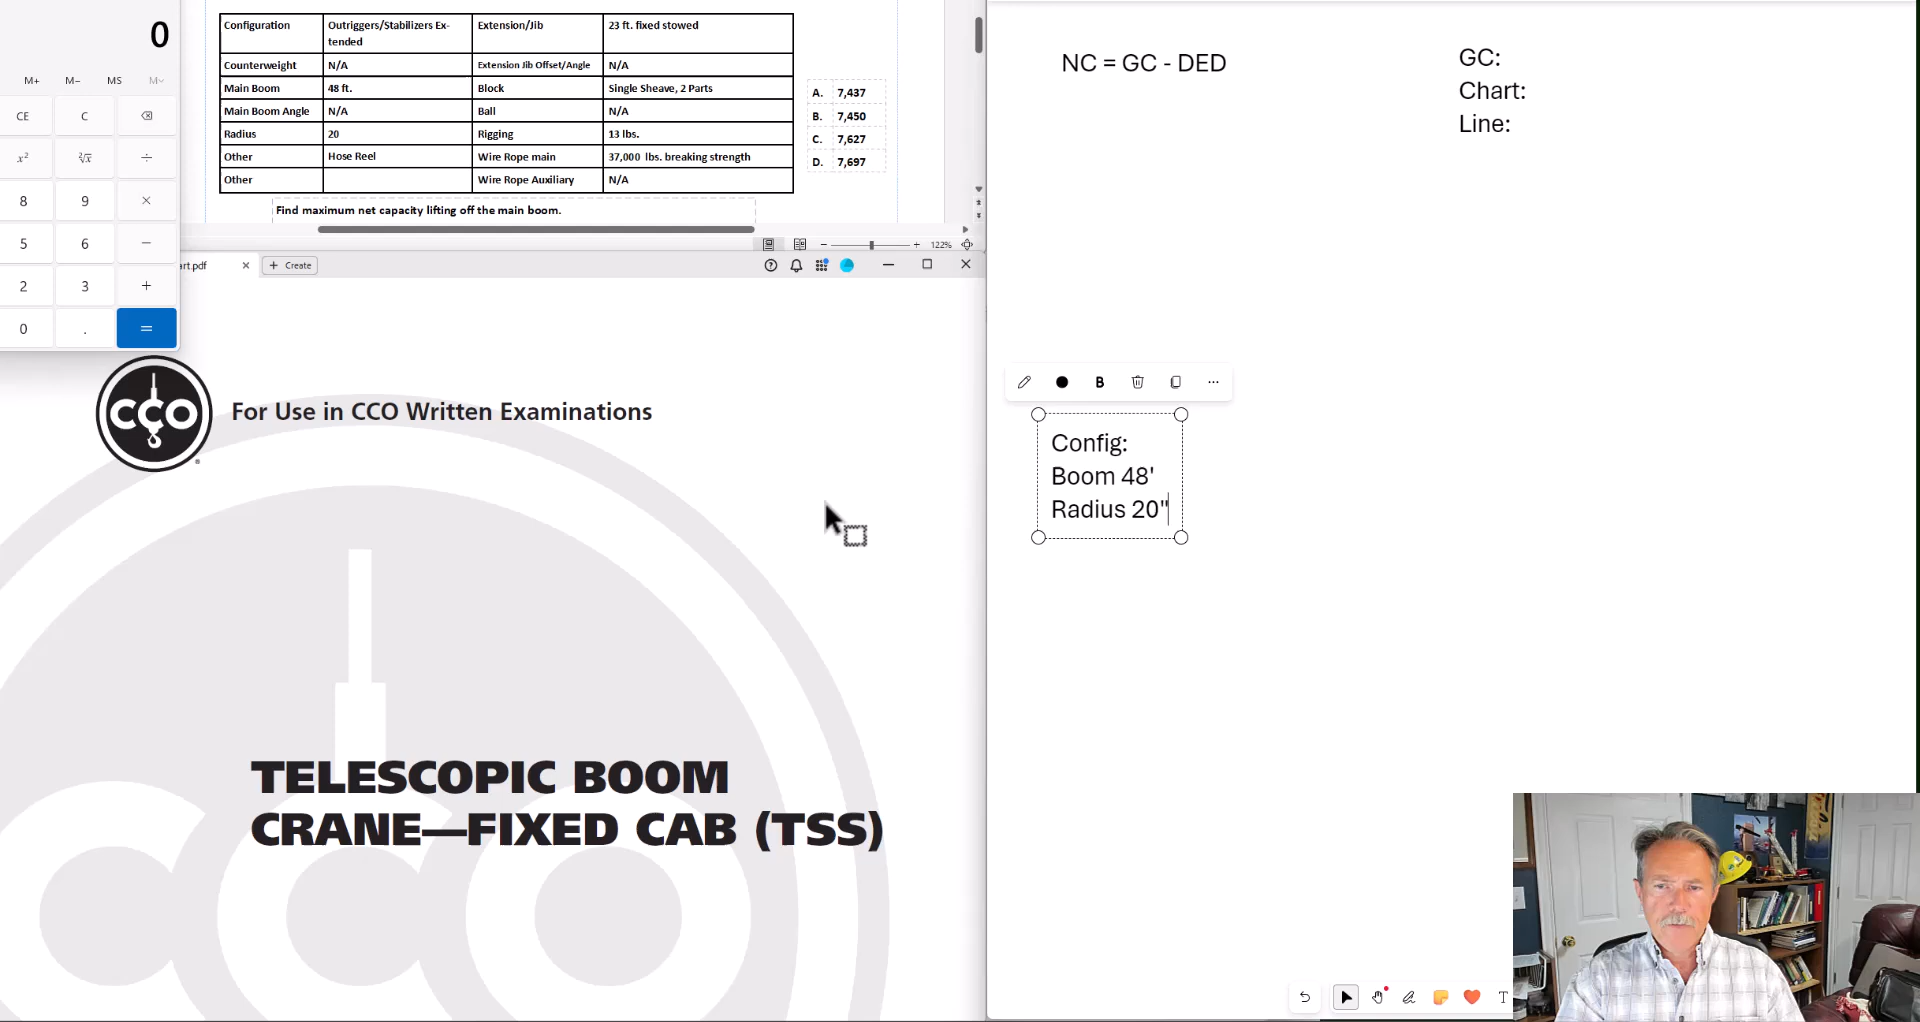 0
M+ M− MS M
CE C
x² ²√x ÷
8 9 ×
5 6 −
2 3 +
0 . =
Configuration Outriggers/Stabilizers Ex-
tended Extension/Jib 23 ft. fixed stowed
Counterweight N/A Extension Jib Offset/Angle N/A
Main Boom 48 ft. Block Single Sheave, 2 Parts
Main Boom Angle N/A Ball N/A
Radius 20 Rigging 13 lbs.
Other Hose Reel Wire Rope main 37,000 lbs. breaking strength
Other Wire Rope Auxiliary N/A
A. 7,437
B. 7,450
C. 7,627
D. 7,697
Find maximum net capacity lifting off the main boom.
− + 122%
art.pdf × + Create
CCO
®
For Use in CCO Written Examinations
TELESCOPIC BOOM
CRANE—FIXED CAB (TSS)
NC = GC - DED
GC:
Chart:
Line:
B ...
Config:
Boom 48'
Radius 20"
T